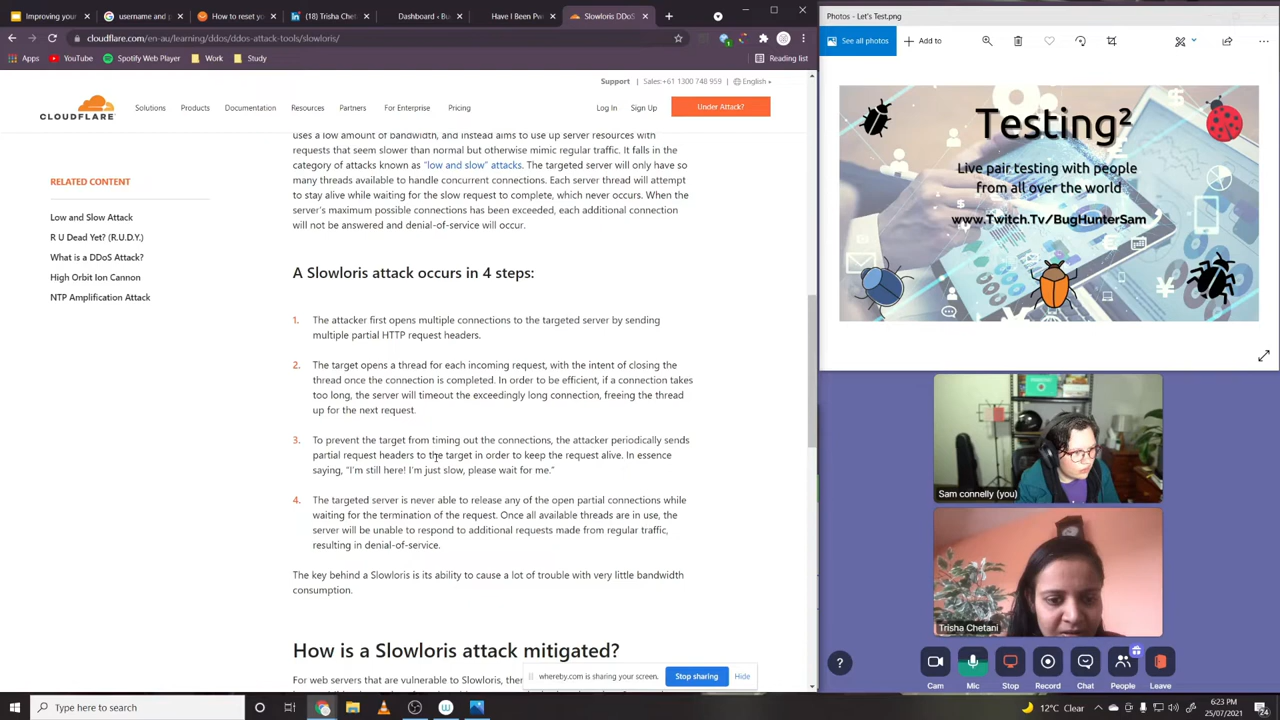 Improving your
username and p
How to reset yo
(18) Trisha Chet
Dashboard ‹ Bu
Have I Been Pw
Slowloris DDoS
cloudflare.com/en-au/learning/ddos/ddos-attack-tools/slowloris/
Apps
YouTube
Spotify Web Player
Work
Study
Reading list
Support
Sales: +61 1300 748 959
English
CLOUDFLARE
Solutions
Products
Documentation
Resources
Partners
For Enterprise
Pricing
Log In
Sign Up
Under Attack?
RELATED CONTENT
Low and Slow Attack
R U Dead Yet? (R.U.D.Y.)
What is a DDoS Attack?
High Orbit Ion Cannon
NTP Amplification Attack
uses a low amount of bandwidth, and instead aims to use up server resources with
requests that seem slower than normal but otherwise mimic regular traffic. It falls in the
category of attacks known as “low and slow” attacks. The targeted server will only have so
many threads available to handle concurrent connections. Each server thread will attempt
to stay alive while waiting for the slow request to complete, which never occurs. When the
server’s maximum possible connections has been exceeded, each additional connection
will not be answered and denial-of-service will occur.
A Slowloris attack occurs in 4 steps:
1. The attacker first opens multiple connections to the targeted server by sending
multiple partial HTTP request headers.
2. The target opens a thread for each incoming request, with the intent of closing the
thread once the connection is completed. In order to be efficient, if a connection takes
too long, the server will timeout the exceedingly long connection, freeing the thread
up for the next request.
3. To prevent the target from timing out the connections, the attacker periodically sends
partial request headers to the target in order to keep the request alive. In essence
saying, “I’m still here! I’m just slow, please wait for me.”
4. The targeted server is never able to release any of the open partial connections while
waiting for the termination of the request. Once all available threads are in use, the
server will be unable to respond to additional requests made from regular traffic,
resulting in denial-of-service.
The key behind a Slowloris is its ability to cause a lot of trouble with very little bandwidth
consumption.
How is a Slowloris attack mitigated?
For web servers that are vulnerable to Slowloris, ther
whereby.com is sharing your screen.
Stop sharing
Hide
Photos - Let's Test.png
See all photos
Add to
Testing²
Live pair testing with people
from all over the world
www.Twitch.Tv/BugHunterSam
Sam connelly (you)
Trisha Chetani
?
Cam
Mic
Stop
Record
Chat
People
Leave
Type here to search
12°C Clear
6:23 PM
25/07/2021
24